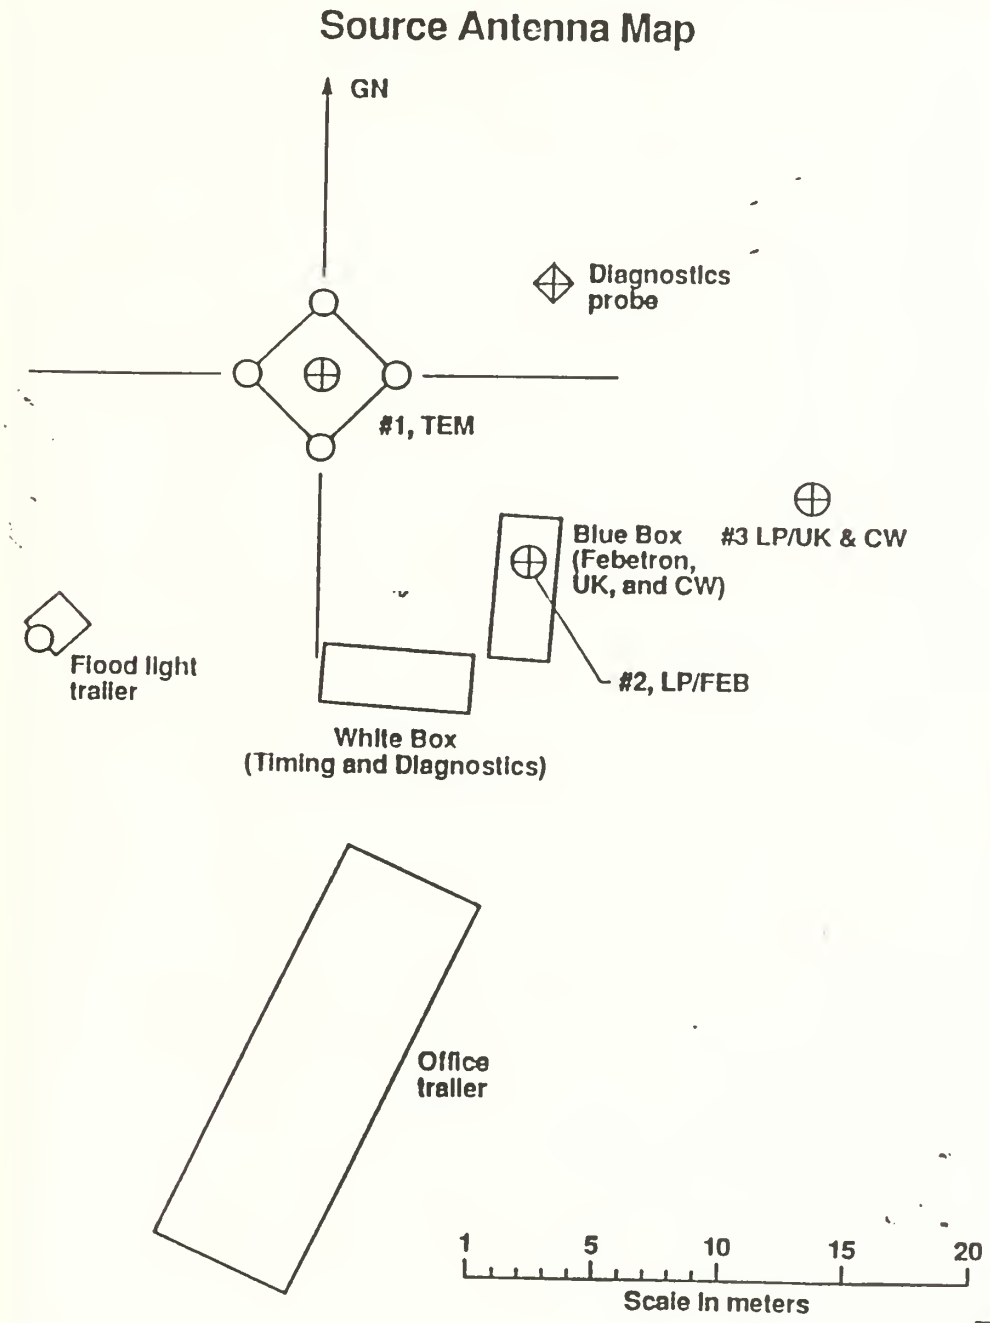 Source Antenna Map
GN
Diagnostics
probe
#1, TEM
#3 LP/UK & CW
Blue Box
(Febetron,
UK, and CW)
Flood light
trailer
#2, LP/FEB
White Box
(Timing and Diagnostics)
Office
trailer
1 5 10 15 20
Scale in meters